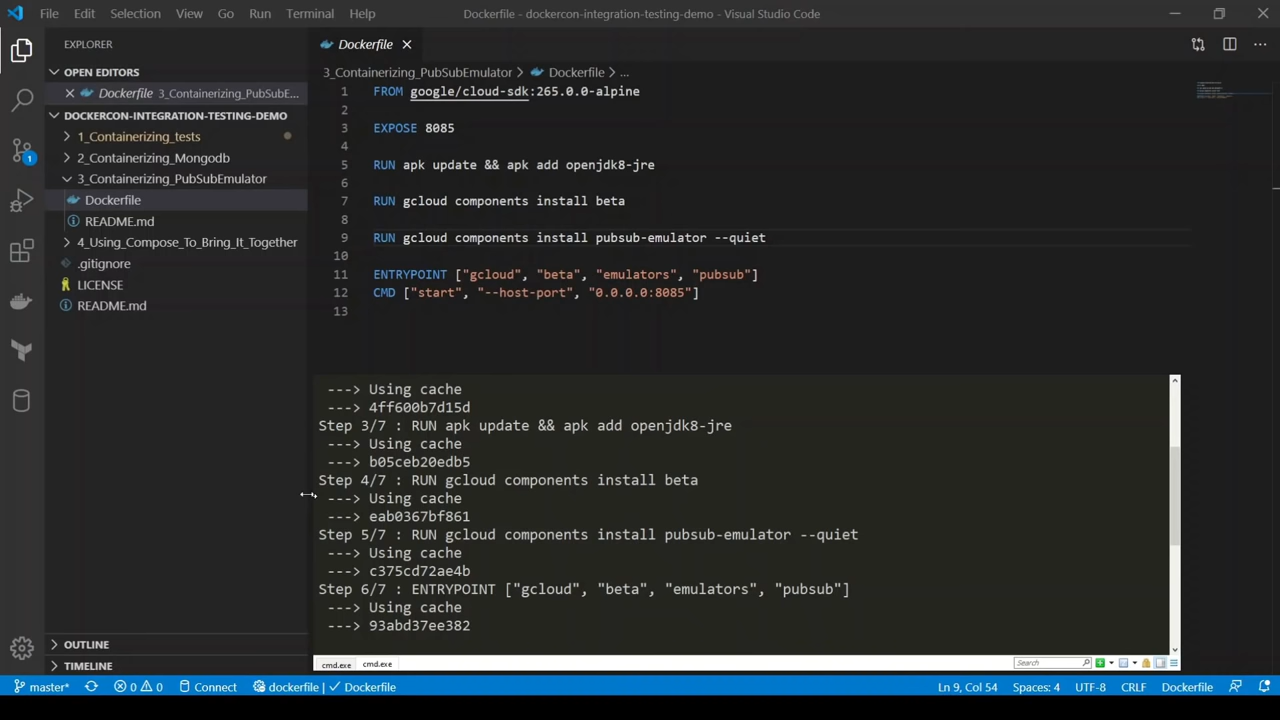 File Edit Selection View Go Run Terminal Help Dockerfile - dockercon-integration-testing-demo - Visual Studio Code
EXPLORER
OPEN EDITORS
Dockerfile 3_Containerizing_PubSubE...
DOCKERCON-INTEGRATION-TESTING-DEMO
1_Containerizing_tests
2_Containerizing_Mongodb
3_Containerizing_PubSubEmulator
Dockerfile
README.md
4_Using_Compose_To_Bring_It_Together
.gitignore
LICENSE
README.md
OUTLINE
TIMELINE
Dockerfile
3_Containerizing_PubSubEmulator > Dockerfile > ...
1 FROM google/cloud-sdk:265.0.0-alpine
2
3 EXPOSE 8085
4
5 RUN apk update && apk add openjdk8-jre
6
7 RUN gcloud components install beta
8
9 RUN gcloud components install pubsub-emulator --quiet
10
11 ENTRYPOINT ["gcloud", "beta", "emulators", "pubsub"]
12 CMD ["start", "--host-port", "0.0.0.0:8085"]
13
---> Using cache
---> 4ff600b7d15d
Step 3/7 : RUN apk update && apk add openjdk8-jre
---> Using cache
---> b05ceb20edb5
Step 4/7 : RUN gcloud components install beta
---> Using cache
---> eab0367bf861
Step 5/7 : RUN gcloud components install pubsub-emulator --quiet
---> Using cache
---> c375cd72ae4b
Step 6/7 : ENTRYPOINT ["gcloud", "beta", "emulators", "pubsub"]
---> Using cache
---> 93abd37ee382
cmd.exe cmd.exe Search
master* 0 0 Connect dockerfile | Dockerfile Ln 9, Col 54 Spaces: 4 UTF-8 CRLF Dockerfile
1